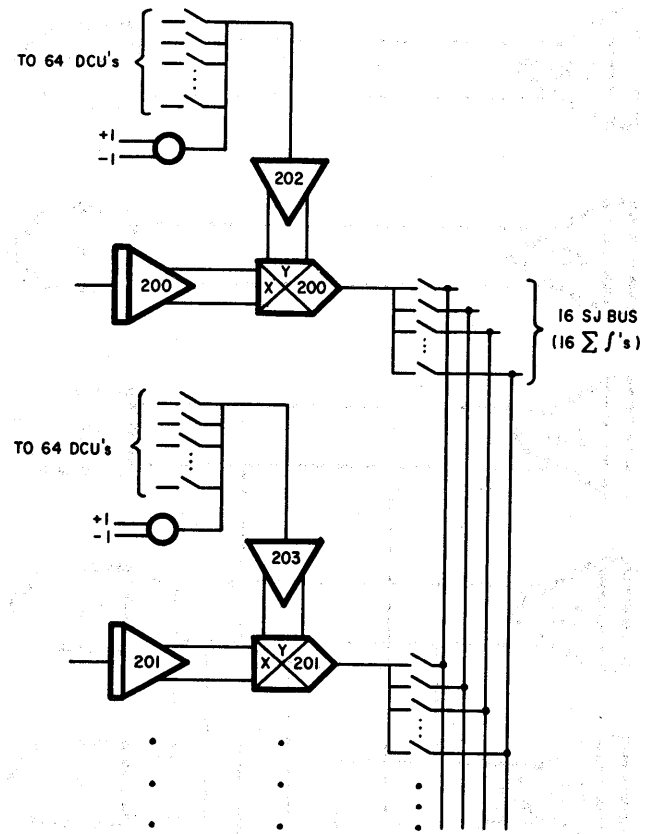 TO 64 DCU's
+1
-1
202
200
Y
X 200
16 SJ BUS
(16 ∑ ∫'s)
TO 64 DCU's
+1
-1
203
201
Y
X 201